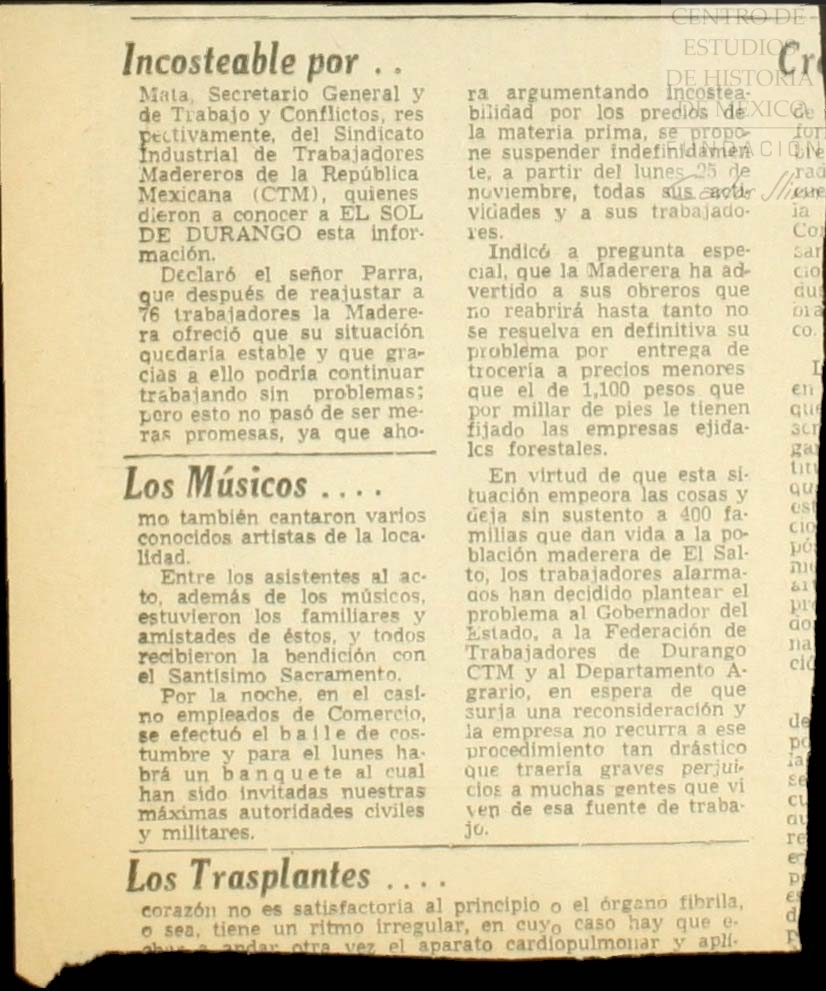 CENTRO DE
ESTUDIOS
DE HISTORIA
DE MÉXICO
FUNDACIÓN
Carlos Slim
Incosteable por . .
Mata, Secretario General y
de Trabajo y Conflictos, res
pectivamente, del Sindicato
Industrial de Trabajadores
Madereros de la República
Mexicana (CTM), quienes
dieron a conocer a EL SOL
DE DURANGO esta infor-
mación.
Declaró el señor Parra,
que después de reajustar a
76 trabajadores la Madere-
ra ofreció que su situación
quedaría estable y que gra-
cias a ello podría continuar
trabajando sin problemas;
pero esto no pasó de ser me-
ras promesas, ya que aho-
ra argumentando incostea-
bilidad por los precios de
la materia prima, se propo-
ne suspender indefinidamen
te, a partir del lunes 25 de
noviembre, todas sus acti-
vidades y a sus trabajado-
res.
Indicó a pregunta espe-
cial, que la Maderera ha ad-
vertido a sus obreros que
no reabrirá hasta tanto no
se resuelva en definitiva su
problema por entrega de
trocería a precios menores
que el de 1,100 pesos que
por millar de pies le tienen
fijado las empresas ejida-
les forestales.
En virtud de que esta si-
tuación empeora las cosas y
deja sin sustento a 400 fa-
milias que dan vida a la po-
blación maderera de El Sal-
to, los trabajadores alarma-
dos han decidido plantear el
problema al Gobernador del
Estado, a la Federación de
Trabajadores de Durango
CTM y al Departamento A-
grario, en espera de que
surja una reconsideración y
la empresa no recurra a ese
procedimiento tan drástico
que traería graves perjui-
cios a muchas gentes que vi
ven de esa fuente de traba-
jo.
Los Músicos . . . .
mo también cantaron varios
conocidos artistas de la loca-
lidad.
Entre los asistentes al ac-
to, además de los músicos,
estuvieron los familiares y
amistades de éstos, y todos
recibieron la bendición con
el Santísimo Sacramento.
Por la noche, en el casi-
no empleados de Comercio,
se efectuó el baile de cos-
tumbre y para el lunes ha-
brá un banquete al cual
han sido invitadas nuestras
máximas autoridades civiles
y militares.
Los Trasplantes . . . .
corazón no es satisfactoria al principio o el órgano fibrila,
o sea, tiene un ritmo irregular, en cuyo caso hay que e-
char a andar otra vez el aparato cardiopulmonar y apli-